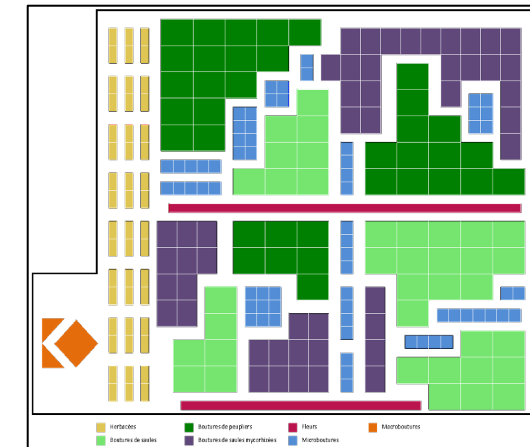 Herbacées Boutures de peupliers Fleurs Macroboutures
Boutures de saules Boutures de saules mycorhizées Microboutures